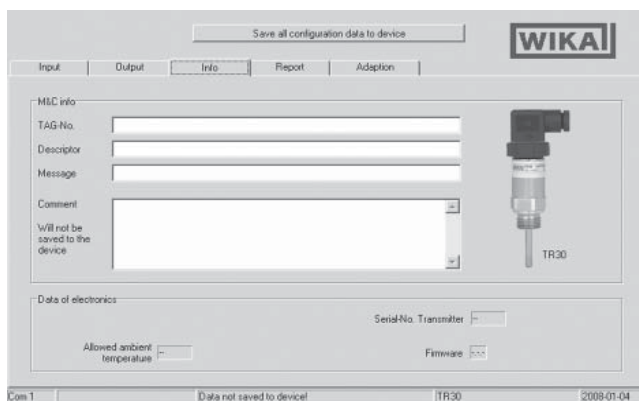 Save all configuration data to device
WIKA
Input Output Info Report Adaption
M&C info
TAG-No.
Descriptor
Message
Comment
Will not be
saved to the
device
TR30
Data of electronics
Serial-No. Transmitter --
Allowed ambient
temperature --
Firmware ---
Com 1 Data not saved to device! TR30 2008-01-04